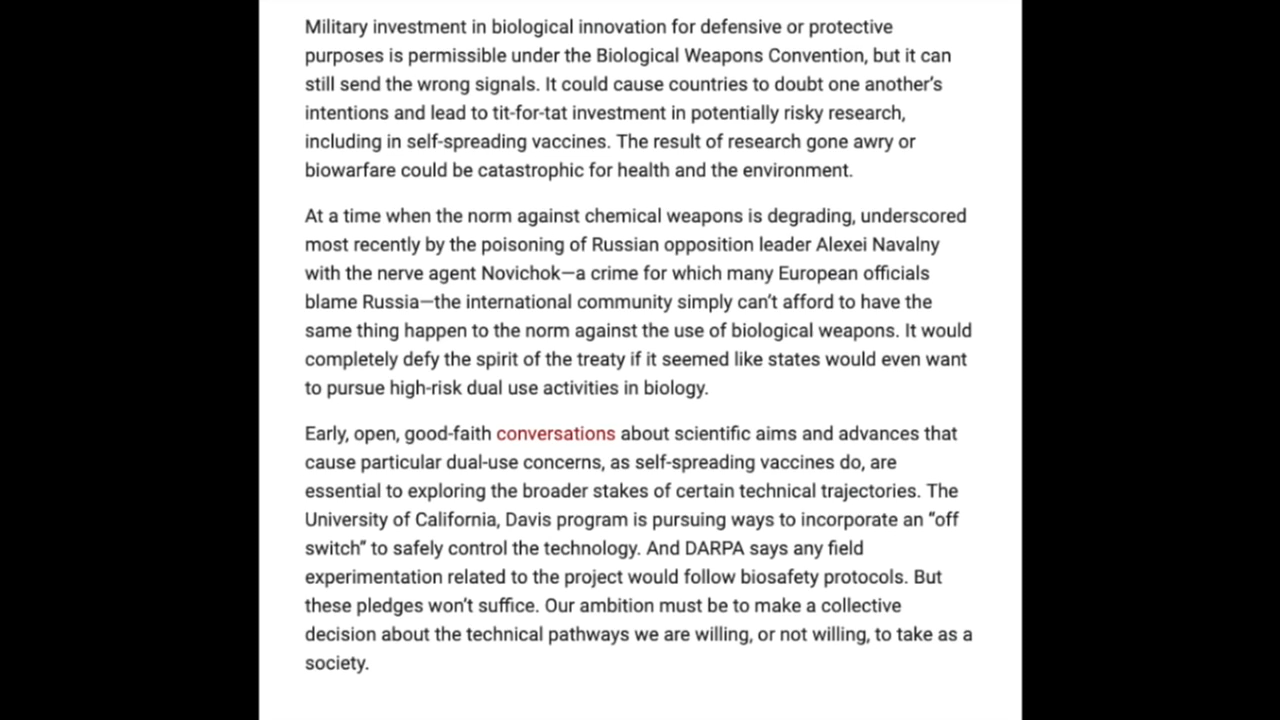 Military investment in biological innovation for defensive or protective
purposes is permissible under the Biological Weapons Convention, but it can
still send the wrong signals. It could cause countries to doubt one another’s
intentions and lead to tit-for-tat investment in potentially risky research,
including in self-spreading vaccines. The result of research gone awry or
biowarfare could be catastrophic for health and the environment.
At a time when the norm against chemical weapons is degrading, underscored
most recently by the poisoning of Russian opposition leader Alexei Navalny
with the nerve agent Novichok—a crime for which many European officials
blame Russia—the international community simply can’t afford to have the
same thing happen to the norm against the use of biological weapons. It would
completely defy the spirit of the treaty if it seemed like states would even want
to pursue high-risk dual use activities in biology.
Early, open, good-faith conversations about scientific aims and advances that
cause particular dual-use concerns, as self-spreading vaccines do, are
essential to exploring the broader stakes of certain technical trajectories. The
University of California, Davis program is pursuing ways to incorporate an “off
switch” to safely control the technology. And DARPA says any field
experimentation related to the project would follow biosafety protocols. But
these pledges won’t suffice. Our ambition must be to make a collective
decision about the technical pathways we are willing, or not willing, to take as a
society.